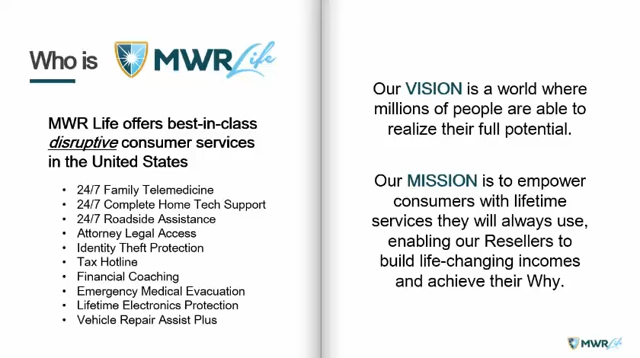 Who is MWR Life
MWR Life offers best-in-class
disruptive consumer services
in the United States
• 24/7 Family Telemedicine
• 24/7 Complete Home Tech Support
• 24/7 Roadside Assistance
• Attorney Legal Access
• Identity Theft Protection
• Tax Hotline
• Financial Coaching
• Emergency Medical Evacuation
• Lifetime Electronics Protection
• Vehicle Repair Assist Plus
Our VISION is a world where
millions of people are able to
realize their full potential.
Our MISSION is to empower
consumers with lifetime
services they will always use,
enabling our Resellers to
build life-changing incomes
and achieve their Why.
MWR Life